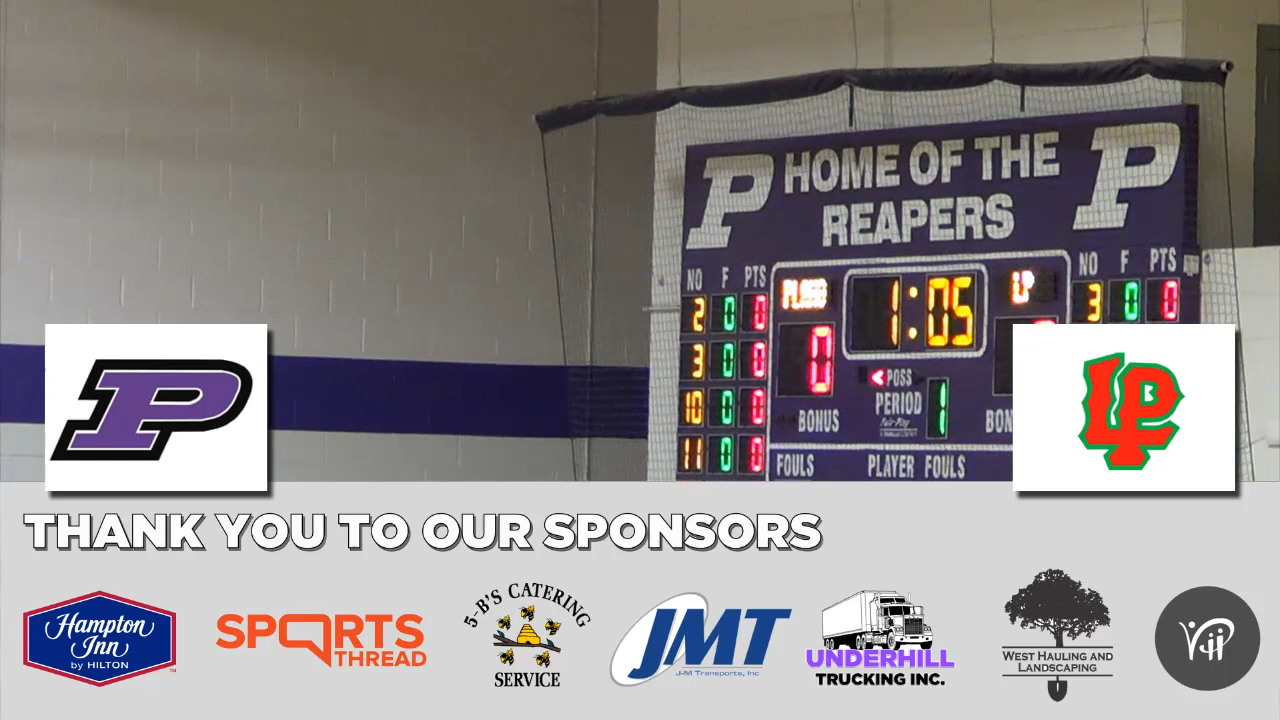 P HOME OF THE P
REAPERS
NO F PTS
NO F PTS
PLANO
1:05
LP
2 0 0
3 0 0
3 0 0
10 0 0
11 0 0
0
POSS
PERIOD
1
BONUS
FOULS
PLAYER FOULS
P
LP
THANK YOU TO OUR SPONSORS
Hampton
Inn
by HILTON
SPORTS
THREAD
5-B'S CATERING
SERVICE
JMT
J-M Transports, Inc
UNDERHILL
TRUCKING INC.
WEST HAULING AND
LANDSCAPING